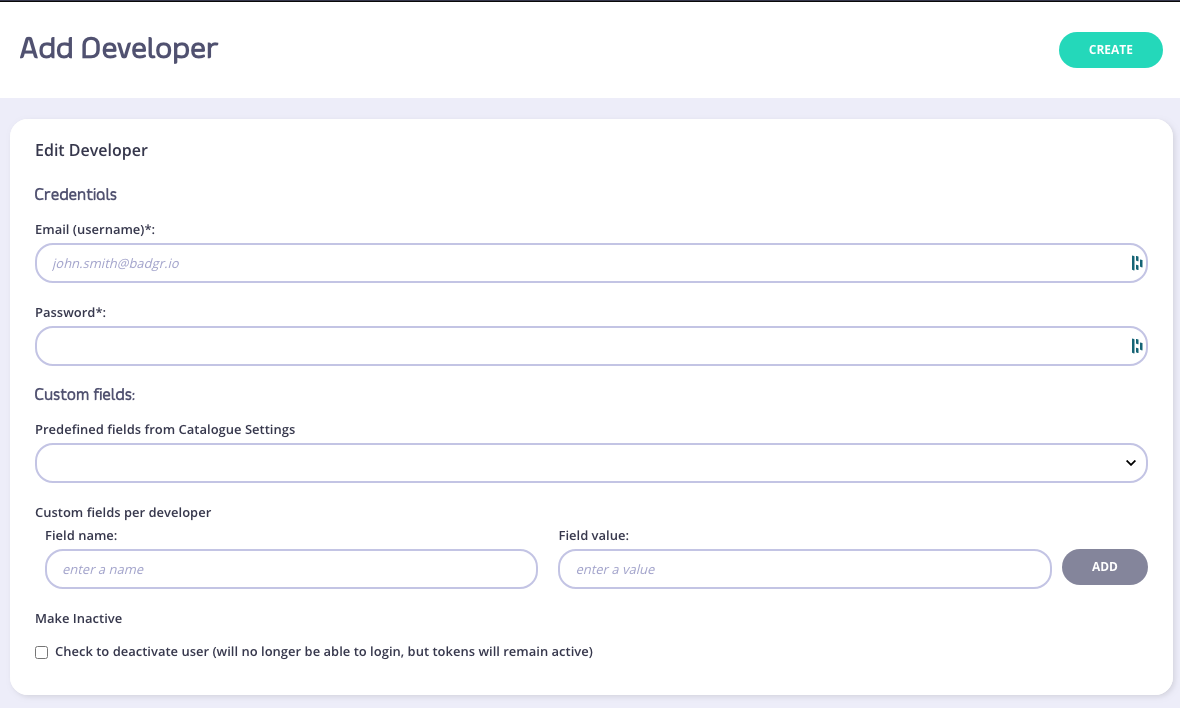 Add Developer
CREATE
Edit Developer
Credentials
Email (username)*:
john.smith@badgr.io
Password*:
Custom fields:
Predefined fields from Catalogue Settings
Custom fields per developer
Field name:
Field value:
enter a name
enter a value
ADD
Make Inactive
Check to deactivate user (will no longer be able to login, but tokens will remain active)